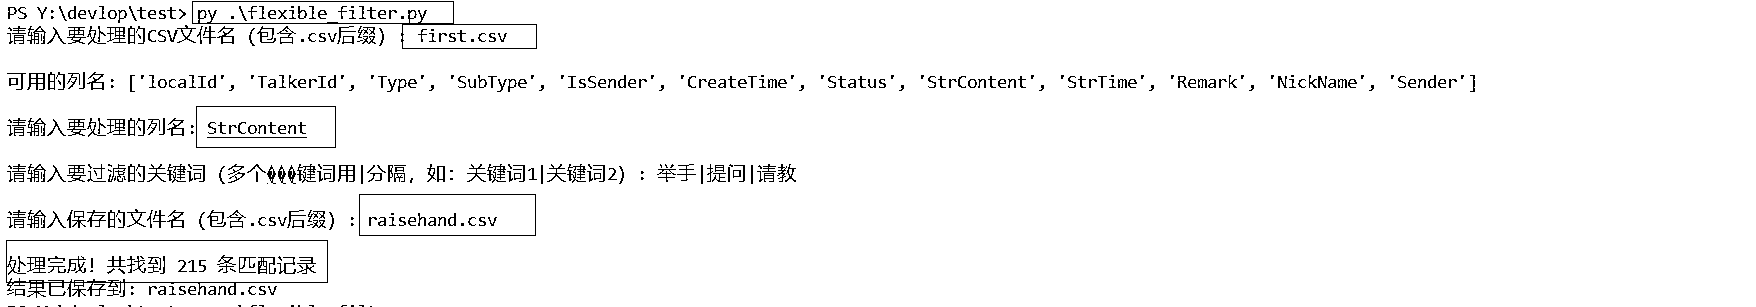 PS Y:\devlop\test> py .\flexible_filter.py
请输入要处理的CSV文件名 (包含.csv后缀) : first.csv
可用的列名: ['localId', 'TalkerId', 'Type', 'SubType', 'IsSender', 'CreateTime', 'Status', 'StrContent', 'StrTime', 'Remark', 'NickName', 'Sender']
请输入要处理的列名: StrContent
请输入要过滤的关键词 (多个���键词用|分隔, 如: 关键词1|关键词2) : 举手|提问|请教
请输入保存的文件名 (包含.csv后缀) : raisehand.csv
处理完成! 共找到 215 条匹配记录
结果已保存到: raisehand.csv